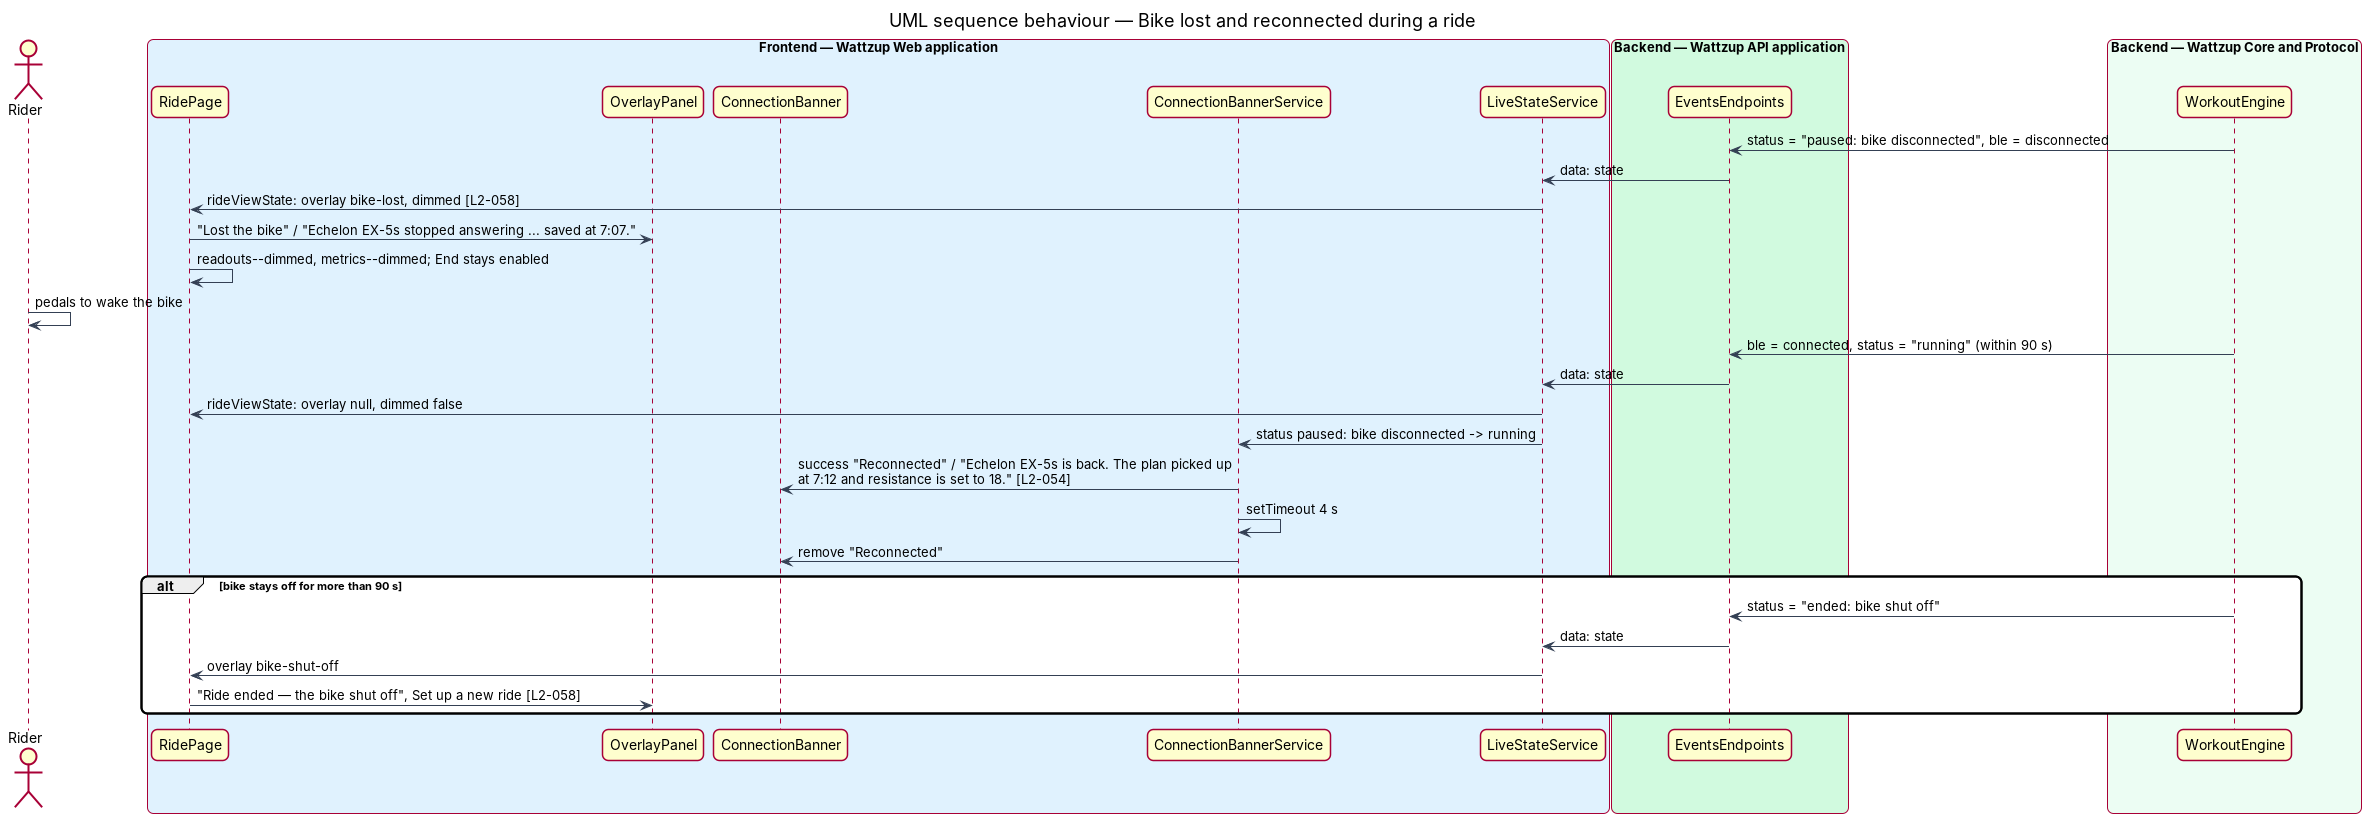 UML sequence behaviour — Bike lost and reconnected during a ride
Frontend — Wattzup Web application
Backend — Wattzup API application
Backend — Wattzup Core and Protocol
Rider
RidePage
OverlayPanel
ConnectionBanner
ConnectionBannerService
LiveStateService
EventsEndpoints
WorkoutEngine
status = "paused: bike disconnected", ble = disconnected
data: state
rideViewState: overlay bike-lost, dimmed [L2-058]
"Lost the bike" / "Echelon EX-5s stopped answering ... saved at 7:07."
readouts--dimmed, metrics--dimmed; End stays enabled
pedals to wake the bike
ble = connected, status = "running" (within 90 s)
data: state
rideViewState: overlay null, dimmed false
status paused: bike disconnected -> running
success "Reconnected" / "Echelon EX-5s is back. The plan picked up
at 7:12 and resistance is set to 18." [L2-054]
setTimeout 4 s
remove "Reconnected"
alt
[bike stays off for more than 90 s]
status = "ended: bike shut off"
data: state
overlay bike-shut-off
"Ride ended — the bike shut off", Set up a new ride [L2-058]
Rider
RidePage
OverlayPanel
ConnectionBanner
ConnectionBannerService
LiveStateService
EventsEndpoints
WorkoutEngine